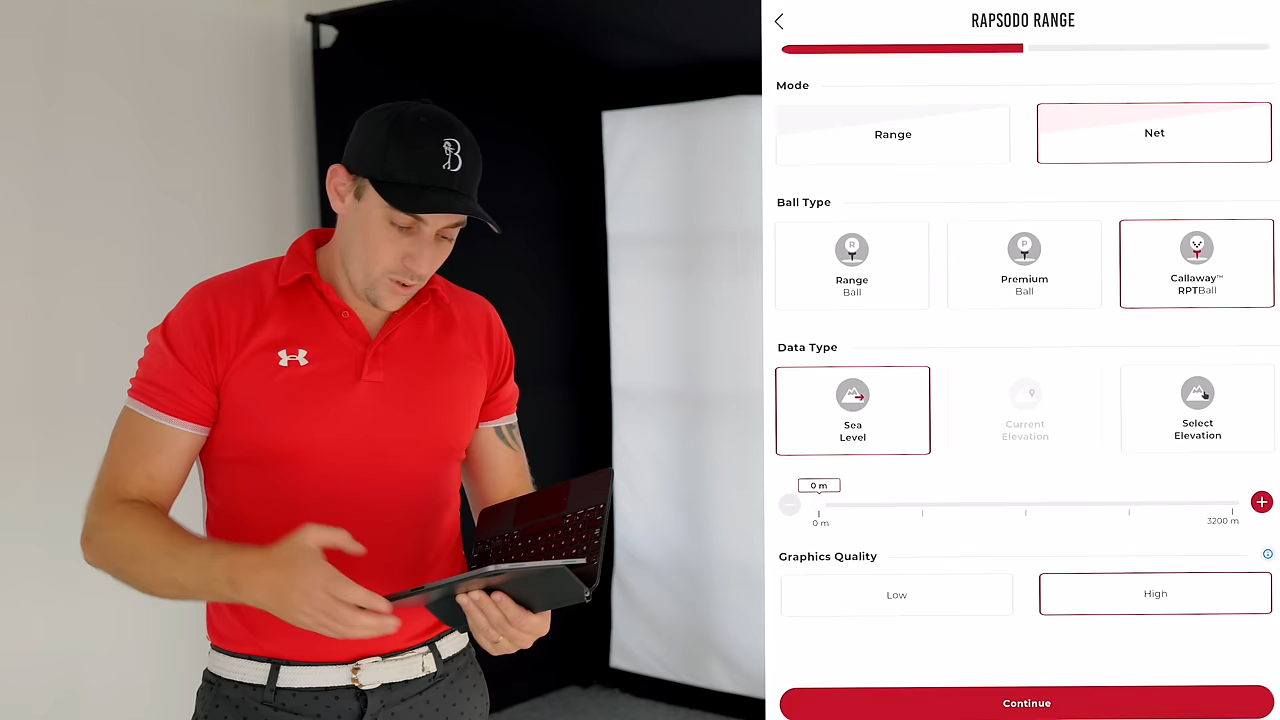 RAPSODO RANGE
Mode
Range
Net
Ball Type
R
Range
Ball
P
Premium
Ball
Callaway™
RPTBall
Data Type
Sea
Level
Current
Elevation
Select
Elevation
0 m
0 m
3200 m
Graphics Quality
Low
High
Continue
B